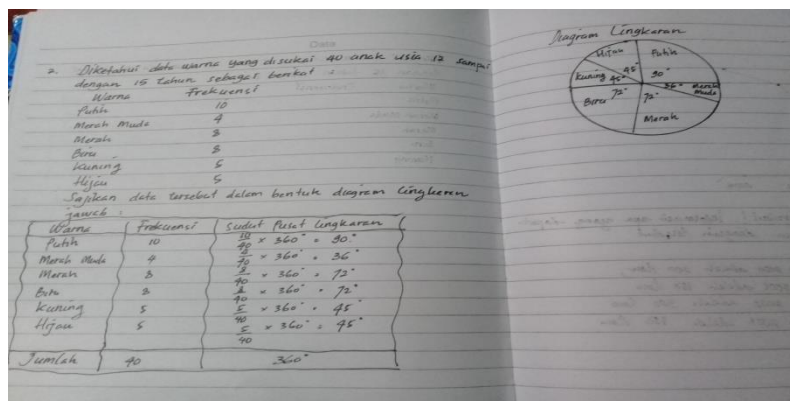 2. Diketahui data warna yang disukai 40 anak usia 12 sampai
dengan 15 tahun sebagai berikut :
Warna Frekuensi
Putih 10
Merah Muda 4
Merah 8
Biru 8
Kuning 5
Hijau 5
Sajikan data tersebut dalam bentuk diagram lingkaran
jawab :
Warna Frekuensi Sudut Pusat Lingkaran
Putih 10 10/40 × 360° = 90°
Merah Muda 4 × 360° = 36°
Merah 8 8/40 × 360° = 72°
Biru 8 8/40 × 360° = 72°
Kuning 5 5/40 × 360° = 45°
Hijau 5 5/40 × 360° = 45°
Jumlah 40 360°
Diagram Lingkaran
Hijau Putih
Kuning 45° 45° 90°
36° Merah Muda
Biru 72° 72°
Merah